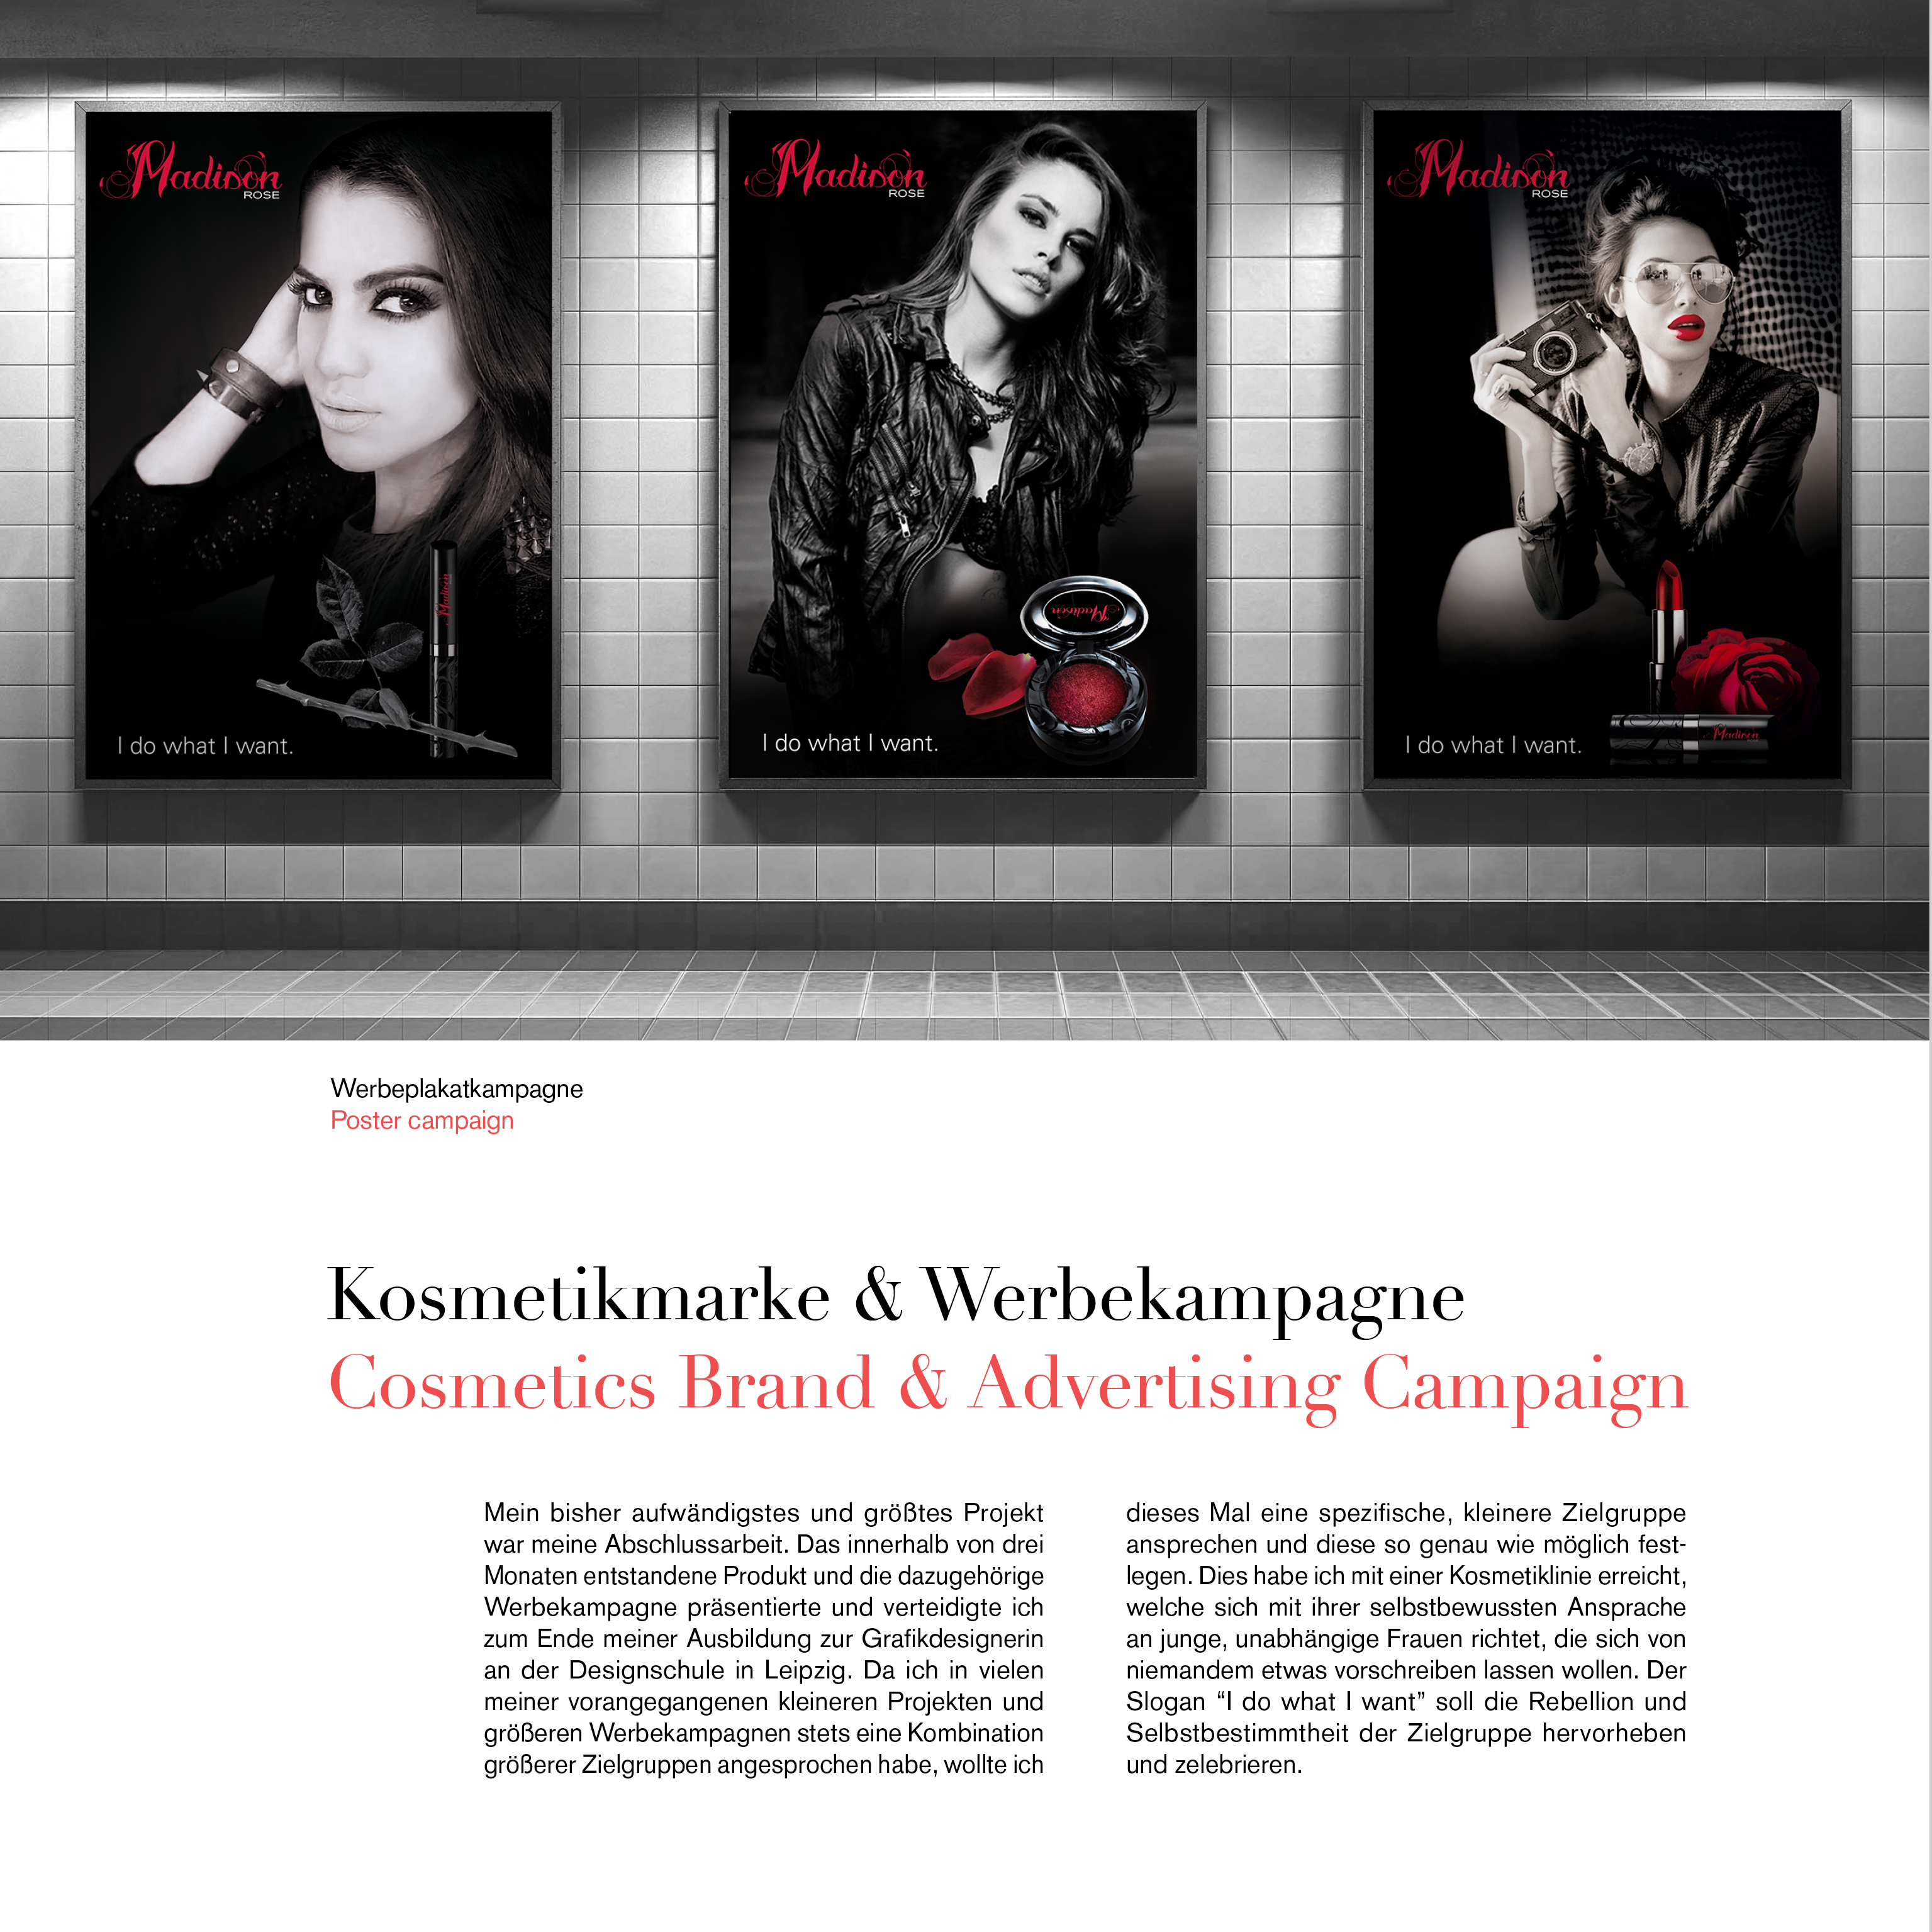 Madison
ROSE
I do what I want.
Madison
Madison
ROSE
I do what I want.
Madison
Madison
ROSE
I do what I want.
Madison
Werbeplakatkampagne
Poster campaign
Kosmetikmarke & Werbekampagne
Cosmetics Brand & Advertising Campaign
Mein bisher aufwändigstes und größtes Projekt
war meine Abschlussarbeit. Das innerhalb von drei
Monaten entstandene Produkt und die dazugehörige
Werbekampagne präsentierte und verteidigte ich
zum Ende meiner Ausbildung zur Grafikdesignerin
an der Designschule in Leipzig. Da ich in vielen
meiner vorangegangenen kleineren Projekten und
größeren Werbekampagnen stets eine Kombination
größerer Zielgruppen angesprochen habe, wollte ich
dieses Mal eine spezifische, kleinere Zielgruppe
ansprechen und diese so genau wie möglich fest-
legen. Dies habe ich mit einer Kosmetiklinie erreicht,
welche sich mit ihrer selbstbewussten Ansprache
an junge, unabhängige Frauen richtet, die sich von
niemandem etwas vorschreiben lassen wollen. Der
Slogan “I do what I want” soll die Rebellion und
Selbstbestimmtheit der Zielgruppe hervorheben
und zelebrieren.